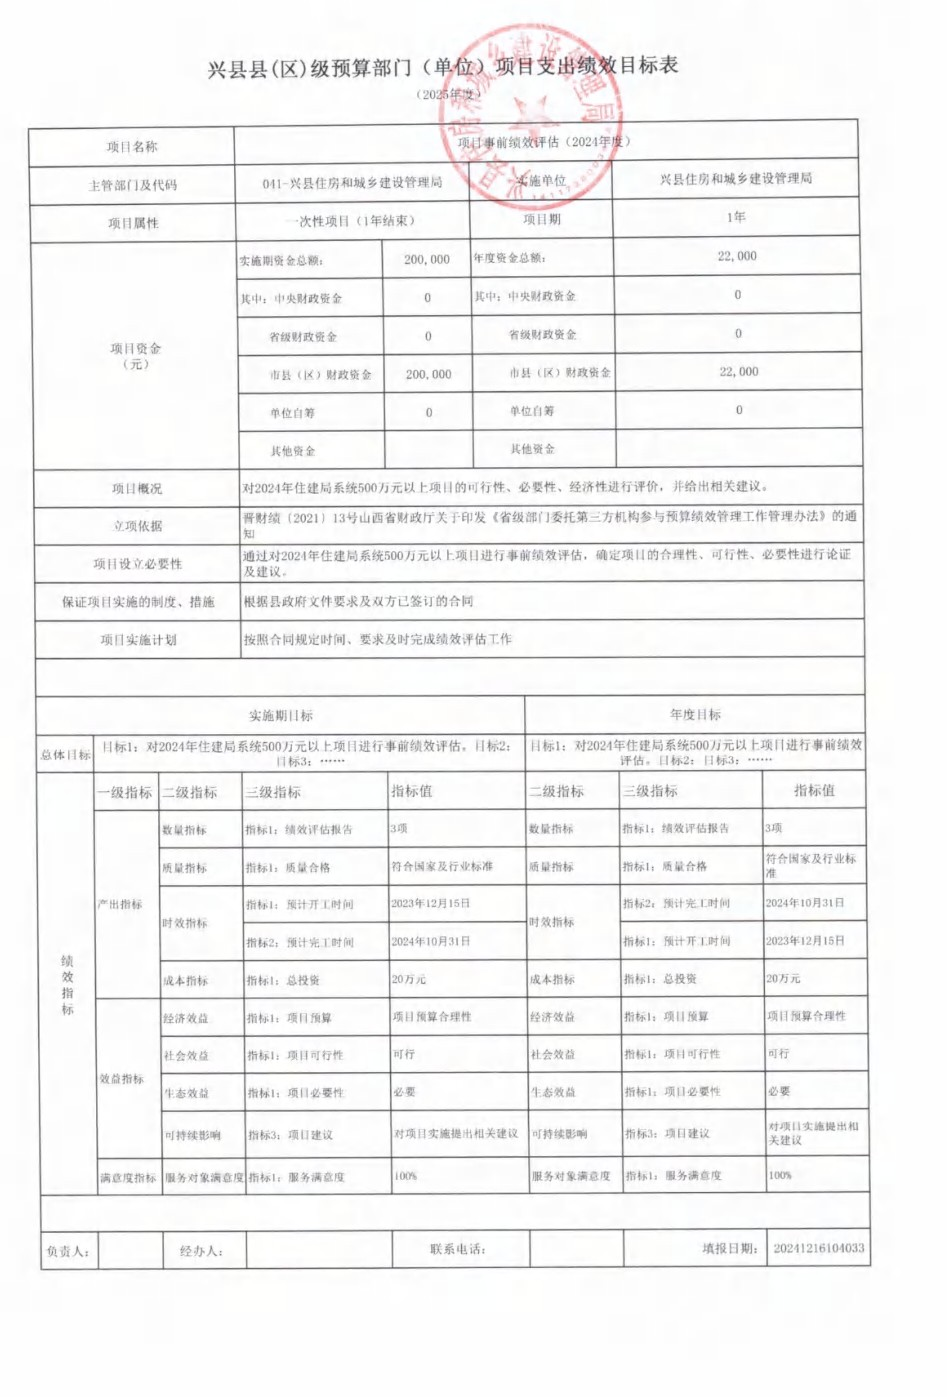 兴县县(区)级预算部门（单位）项目支出绩效目标表
（2025年度）
项目名称 项目事前绩效评估（2024年度）
主管部门及代码 041-兴县住房和城乡建设管理局 实施单位 兴县住房和城乡建设管理局
项目属性 一次性项目（1年结束） 项目期 1年
项目资金
（元）
实施期资金总额： 200,000 年度资金总额： 22,000
其中：中央财政资金 0 其中：中央财政资金 0
省级财政资金 0 省级财政资金 0
市县（区）财政资金 200,000 市县（区）财政资金 22,000
单位自筹 0 单位自筹 0
其他资金 其他资金
项目概况 对2024年住建局系统500万元以上项目的可行性、必要性、经济性进行评价，并给出相关建议。
立项依据 晋财绩（2021）13号山西省财政厅关于印发《省级部门委托第三方机构参与预算绩效管理工作管理办法》的通
知
项目设立必要性 通过对2024年住建局系统500万元以上项目进行事前绩效评估，确定项目的合理性、可行性、必要性进行论证
及建议。
保证项目实施的制度、措施 根据县政府文件要求及双方已签订的合同
项目实施计划 按照合同规定时间、要求及时完成绩效评估工作
实施期目标 年度目标
总体目标 目标1：对2024年住建局系统500万元以上项目进行事前绩效评估。目标2：
目标3：……
目标1：对2024年住建局系统500万元以上项目进行事前绩效
评估。目标2：目标3：……
绩效指标
一级指标 二级指标 三级指标 指标值 二级指标 三级指标 指标值
产出指标
数量指标 指标1：绩效评估报告 3项 数量指标 指标1：绩效评估报告 3项
质量指标 指标1：质量合格 符合国家及行业标准 质量指标 指标1：质量合格 符合国家及行业标
准
时效指标 指标1：预计开工时间 2023年12月15日 时效指标 指标2：预计完工时间 2024年10月31日
指标2：预计完工时间 2024年10月31日 指标1：预计开工时间 2023年12月15日
成本指标 指标1：总投资 20万元 成本指标 指标1：总投资 20万元
效益指标
经济效益 指标1：项目预算 项目预算合理性 经济效益 指标1：项目预算 项目预算合理性
社会效益 指标1：项目可行性 可行 社会效益 指标1：项目可行性 可行
生态效益 指标1：项目必要性 必要 生态效益 指标1：项目必要性 必要
可持续影响 指标3：项目建议 对项目实施提出相关建议 可持续影响 指标3：项目建议 对项目实施提出相
关建议
满意度指标 服务对象满意度 指标1：服务满意度 100% 服务对象满意度 指标1：服务满意度 100%
负责人： 经办人： 联系电话： 填报日期： 20241216104033
兴县住房和城乡建设管理局